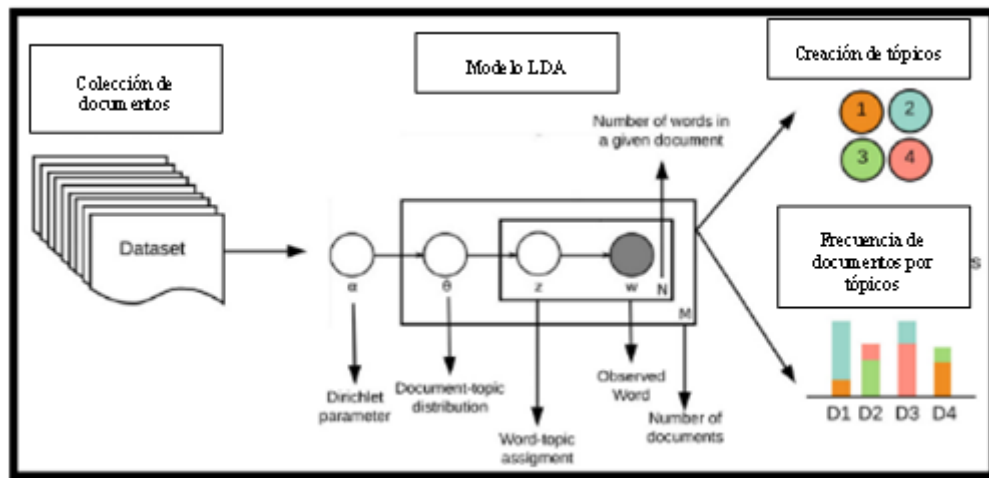 Colección de
documentos
Dataset
Modelo LDA
Number of words in
a given document
α
θ
z
w
N
M
Dirichlet
parameter
Document-topic
distribution
Word-topic
assigment
Observed
Word
Number of
documents
Creación de tópicos
1
2
3
4
Frecuencia de
documentos por
tópicos
s
D1 D2 D3 D4